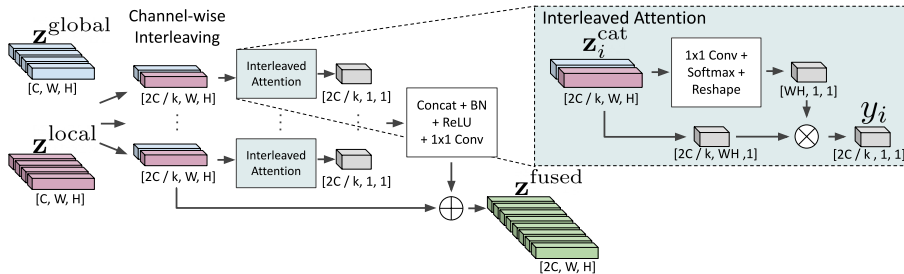 z^global
[C, W, H]
z^local
[C, W, H]
Channel-wise
Interleaving
[2C / k, W, H]
Interleaved
Attention
[2C / k, 1, 1]
[2C / k, W, H]
Interleaved
Attention
[2C / k, 1, 1]
Concat + BN
+ ReLU
+ 1x1 Conv
z^fused
[2C, W, H]
Interleaved Attention
z_i^cat
[2C / k, W, H]
1x1 Conv +
Softmax +
Reshape
[WH, 1, 1]
[2C / k, WH ,1]
y_i
[2C / k , 1, 1]